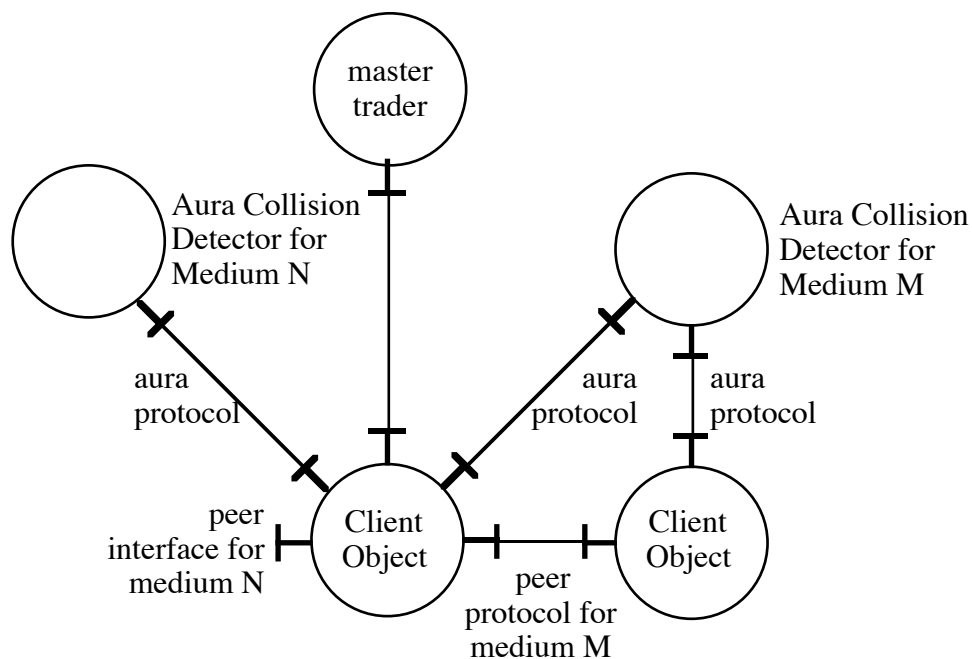 master
trader
Aura Collision
Detector for
Medium N
Aura Collision
Detector for
Medium M
aura
protocol
aura
protocol
aura
protocol
peer
interface for
medium N
Client
Object
Client
Object
peer
protocol for
medium M